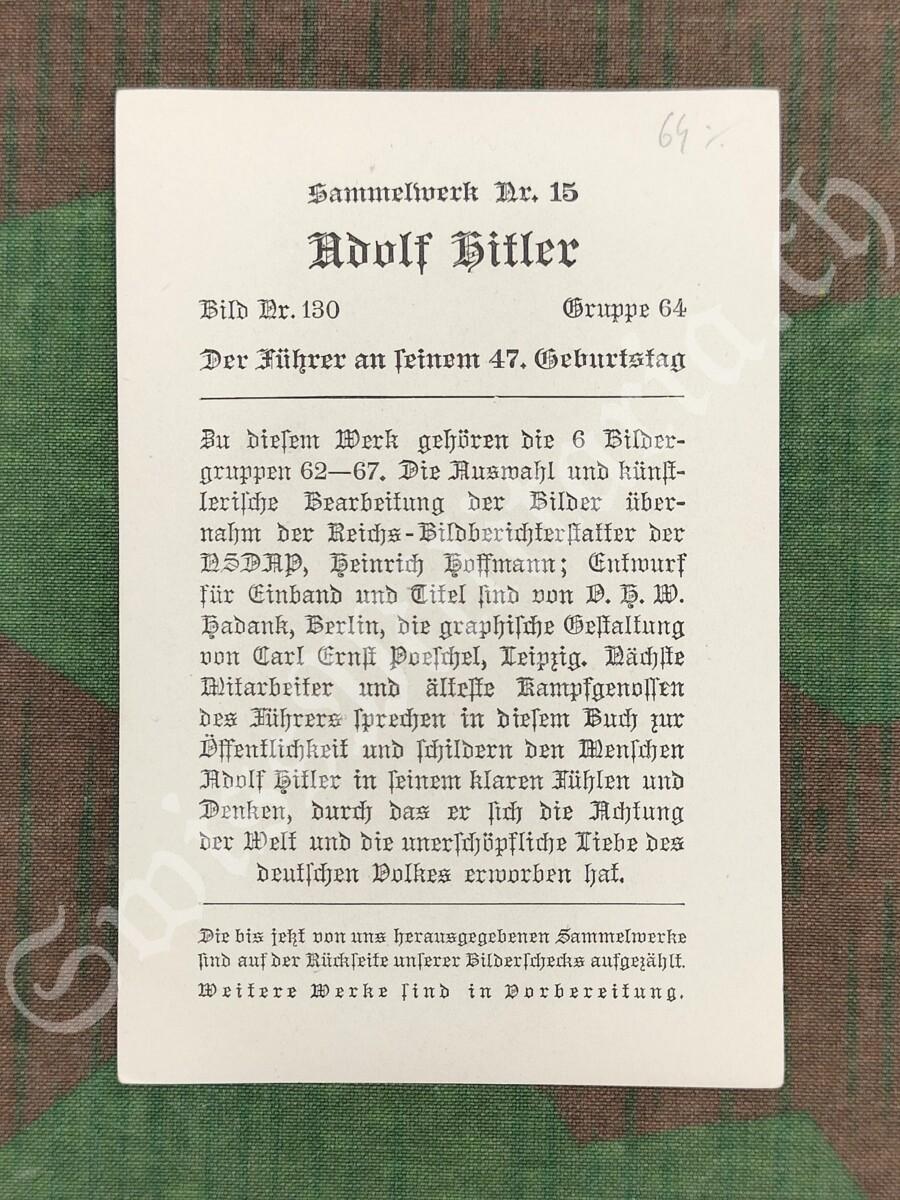 64 ·/.
Sammelwerk Nr. 15
Adolf Hitler
Bild Nr. 130 Gruppe 64
Der Führer an seinem 47. Geburtstag
Zu diesem Werk gehören die 6 Bilder-
gruppen 62—67. Die Auswahl und künst-
lerische Bearbeitung der Bilder über-
nahm der Reichs-Bildberichterstatter der
NSDAP, Heinrich Hoffmann; Entwurf
für Einband und Titel sind von O. H. W.
Hadank, Berlin, die graphische Gestaltung
von Carl Ernst Poeschel, Leipzig. Nächste
Mitarbeiter und älteste Kampfgenossen
des Führers sprechen in diesem Buch zur
Öffentlichkeit und schildern den Menschen
Adolf Hitler in seinem klaren Fühlen und
Denken, durch das er sich die Achtung
der Welt und die unerschöpfliche Liebe des
deutschen Volkes erworben hat.
Die bis jetzt von uns herausgegebenen Sammelwerke
sind auf der Rückseite unserer Bilderschecks aufgezählt.
Weitere Werke sind in Vorbereitung.